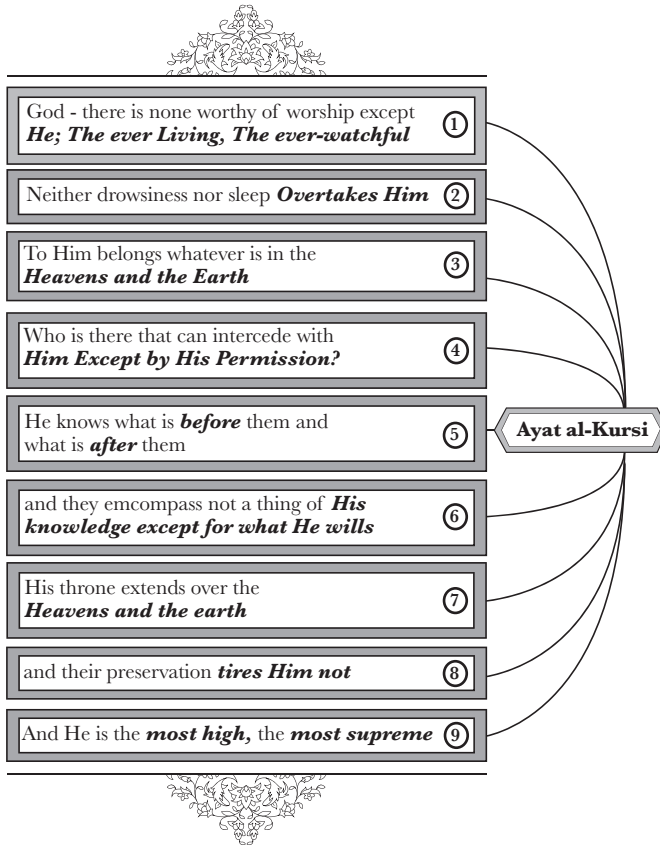 God - there is none worthy of worship except
He; The ever Living, The ever-watchful
1
Neither drowsiness nor sleep Overtakes Him
2
To Him belongs whatever is in the
Heavens and the Earth
3
Who is there that can intercede with
Him Except by His Permission?
4
He knows what is before them and
what is after them
5
and they emcompass not a thing of His
knowledge except for what He wills
6
His throne extends over the
Heavens and the earth
7
and their preservation tires Him not
8
And He is the most high, the most supreme
9
Ayat al-Kursi